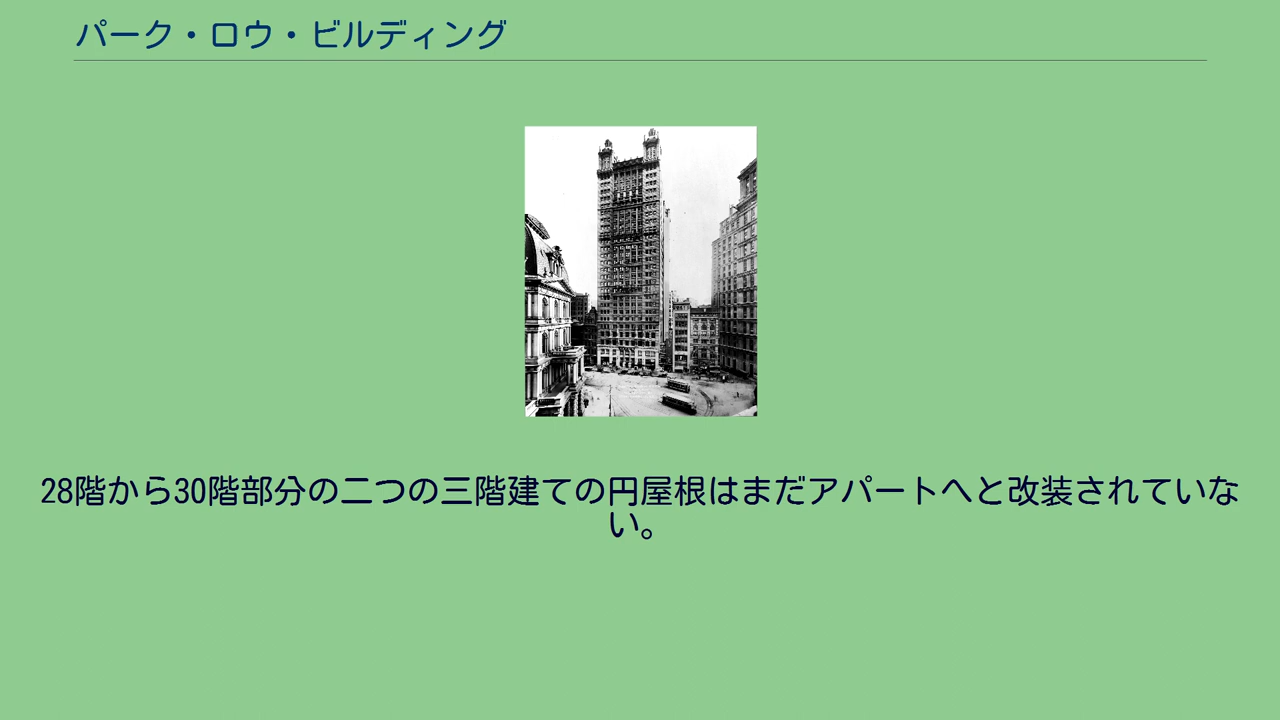 パーク・ロウ・ビルディング
28階から30階部分の二つの三階建ての円屋根はまだアパートへと改装されていな
い。